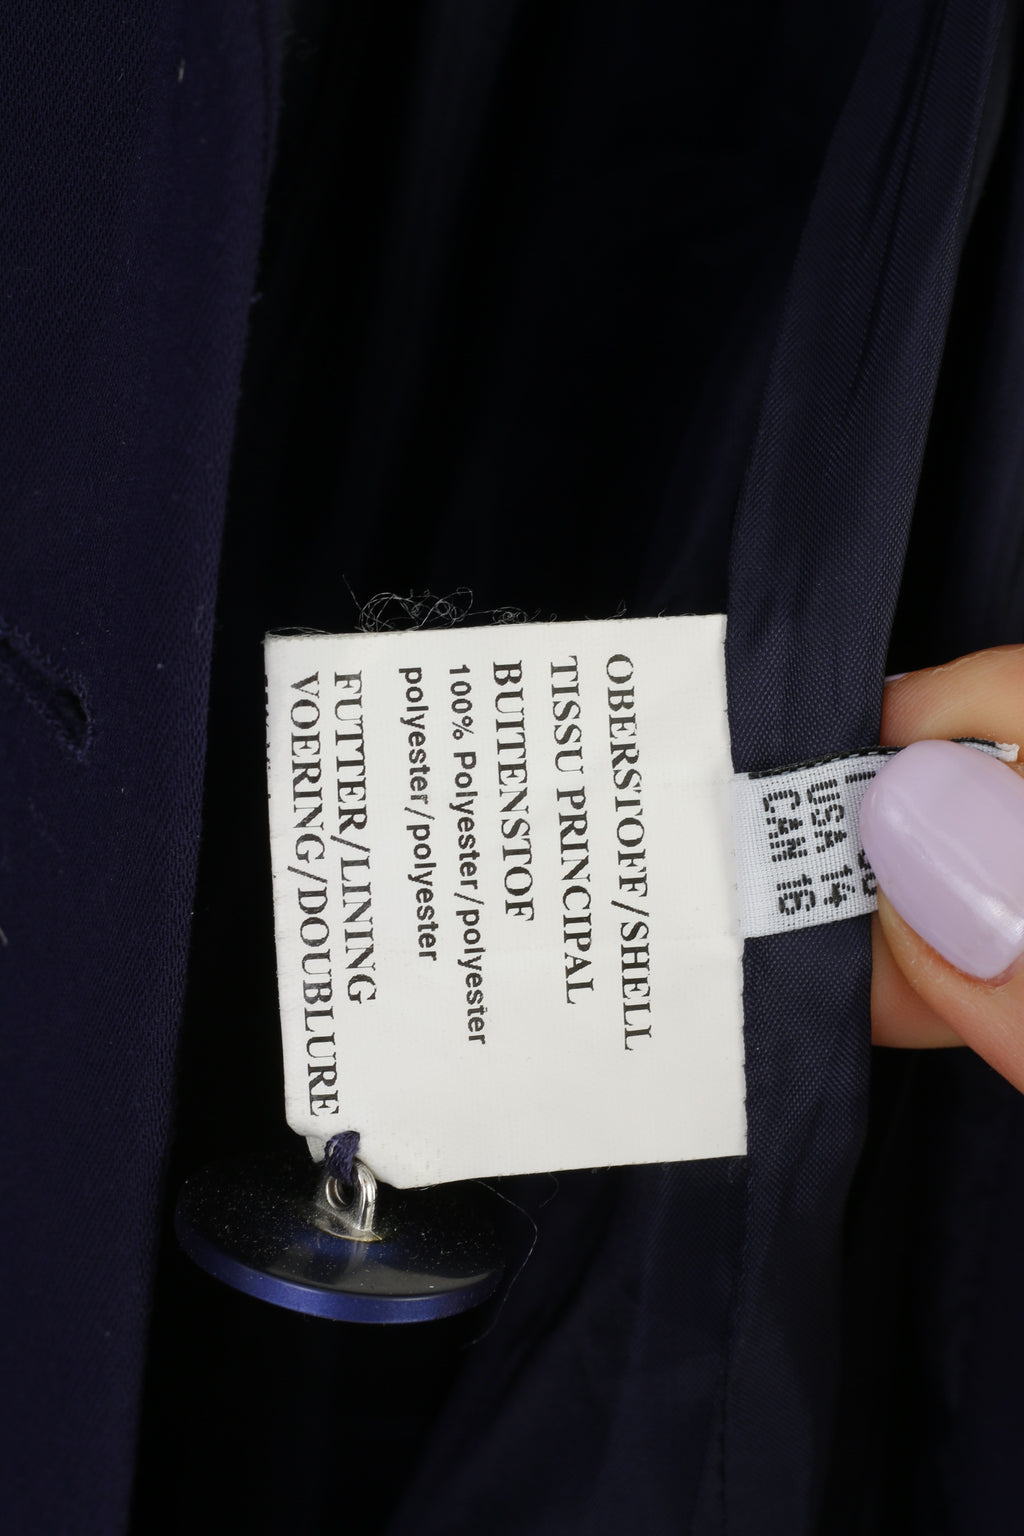 OBERSTOFF/SHELL
TISSU PRINCIPAL
BUITENSTOF
100% Polyester/polyester
polyester/polyester
FUTTER/LINING
VOERING/DOUBLURE
USA 14
CAN 16